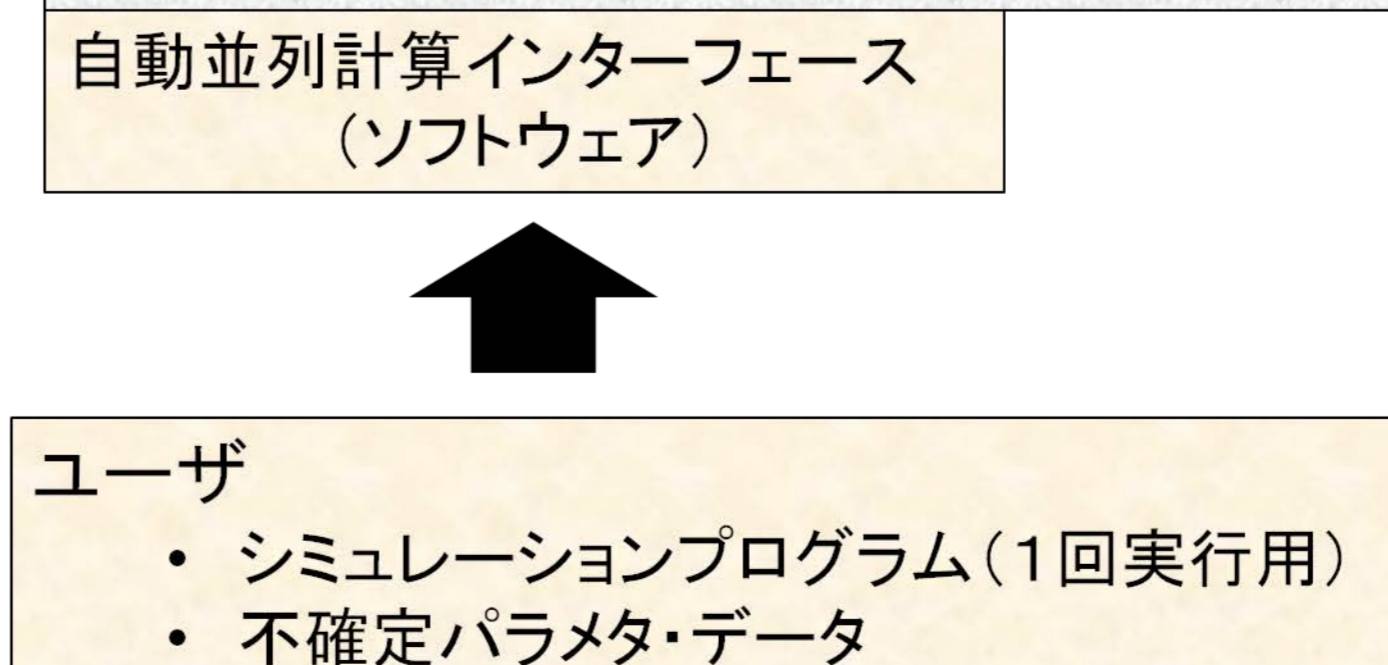 自動並列計算インターフェース
（ソフトウェア）
ユーザ
• シミュレーションプログラム（１回実行用）
• 不確定パラメタ・データ